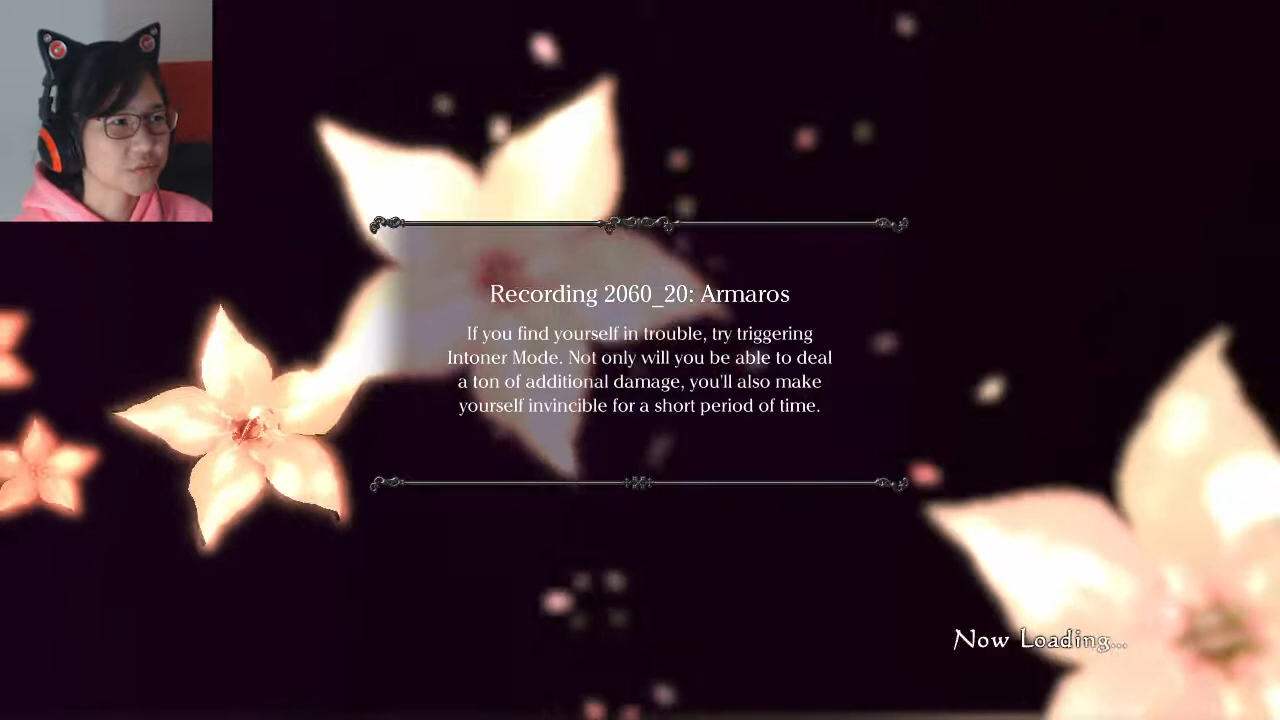 Recording 2060_20: Armaros
If you find yourself in trouble, try triggering
Intoner Mode. Not only will you be able to deal
a ton of additional damage, you'll also make
yourself invincible for a short period of time.
Now Loading...